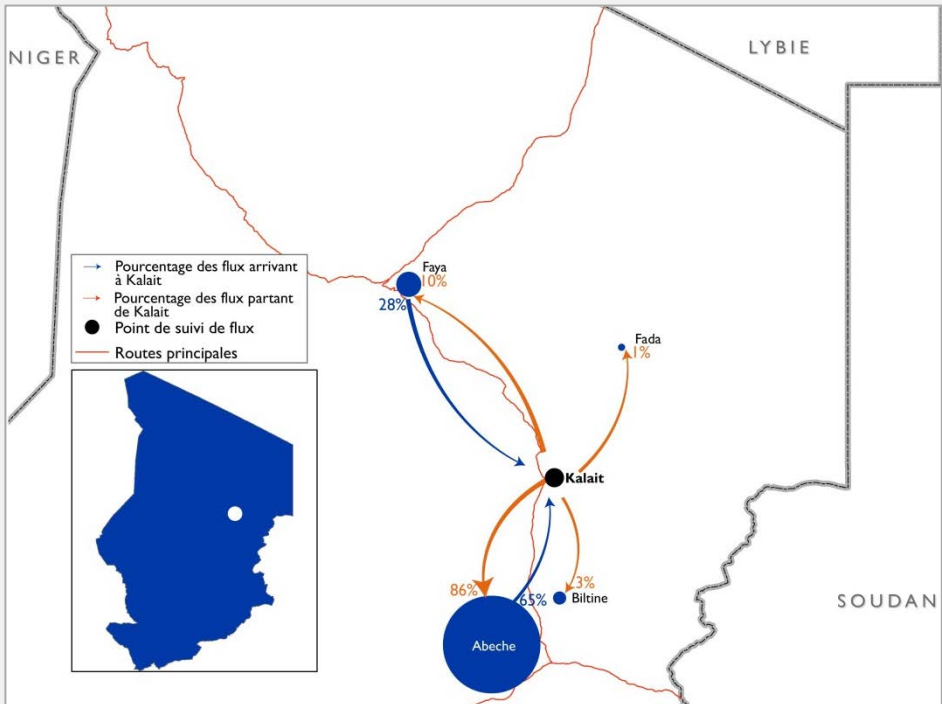 NIGER
LYBIE
Faya
10%
28%
Pourcentage des flux arrivant
à Kalait
Pourcentage des flux partant
de Kalait
Point de suivi de flux
Routes principales
Fada
1%
Kalait
86%
65%
3%
Biltine
SOUDAN
Abeche